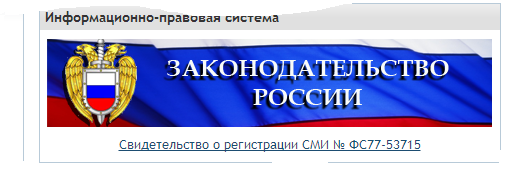 Информационно-правовая система
ЗАКОНОДАТЕЛЬСТВО
РОССИИ
Свидетельство о регистрации СМИ № ФС77-53715